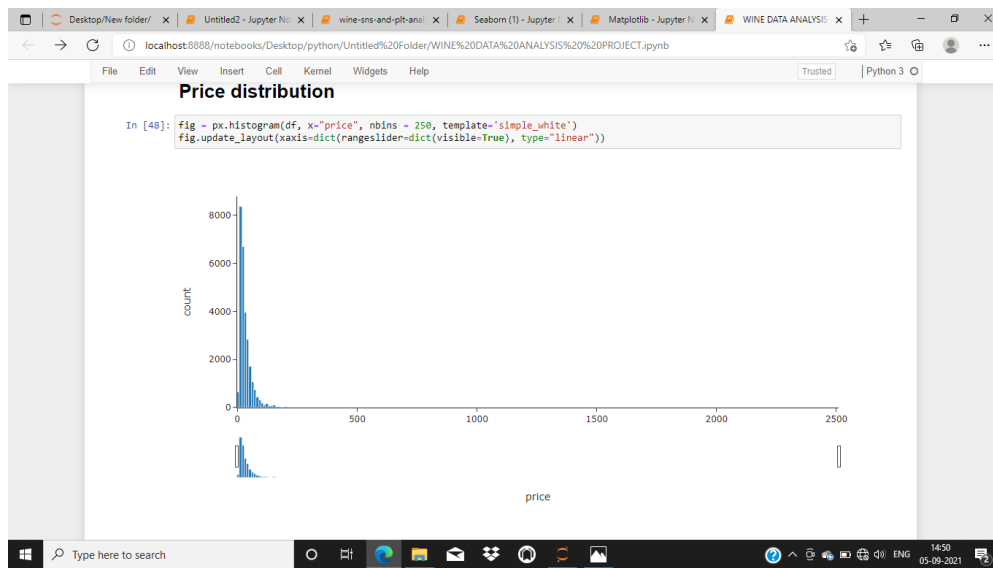 Desktop/New folder/
Untitled2 - Jupyter No
wine-sns-and-plt-anal
Seaborn (1) - Jupyter
Matplotlib - Jupyter N
WINE DATA ANALYSIS
localhost:8888/notebooks/Desktop/python/Untitled%20Folder/WINE%20DATA%20ANALYSIS%20%20PROJECT.ipynb
File Edit View Insert Cell Kernel Widgets Help Trusted Python 3
Price distribution
In [48]: fig = px.histogram(df, x="price", nbins = 250, template='simple_white')
fig.update_layout(xaxis=dict(rangeslider=dict(visible=True), type="linear"))
8000
6000
4000
2000
0
count
0 500 1000 1500 2000 2500
price
Type here to search
ENG
14:50
05-09-2021
2